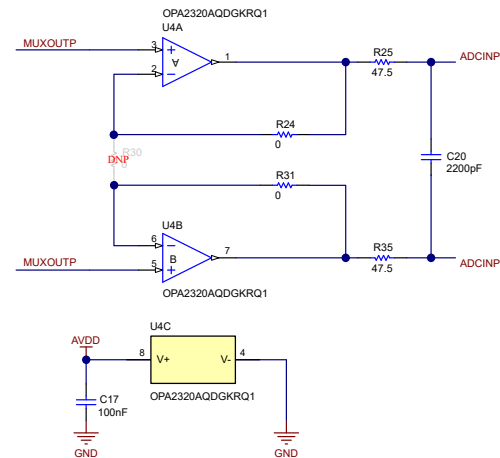 OPA2320AQDGKRQ1
U4A
MUXOUTP
3
2
1
A
R25
47.5
ADCINP
R24
0
R30
DNP
C20
2200pF
R31
0
U4B
6
5
7
B
MUXOUTP
R35
47.5
ADCINP
OPA2320AQDGKRQ1
U4C
AVDD
8
V+
V-
4
OPA2320AQDGKRQ1
C17
100nF
GND
GND